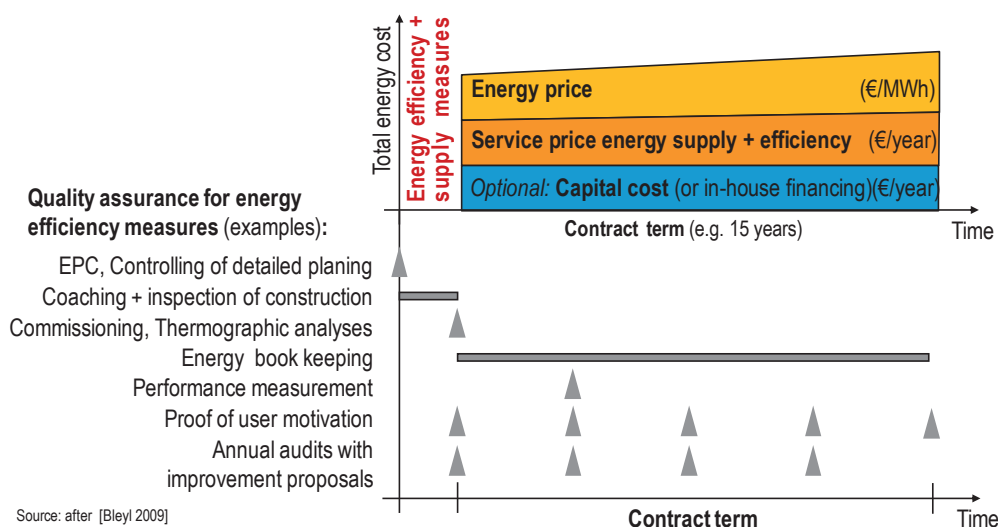 Total energy cost
Energy efficiency +
supply measures
Energy price (€/MWh)
Service price energy supply + efficiency (€/year)
Optional: Capital cost (or in-house financing)(€/year)
Contract term (e.g. 15 years)
Time
Quality assurance for energy
efficiency measures (examples):
EPC, Controlling of detailed planing
Coaching + inspection of construction
Commissioning, Thermographic analyses
Energy book keeping
Performance measurement
Proof of user motivation
Annual audits with
improvement proposals
Source: after [Bleyl 2009]
Contract term
Time